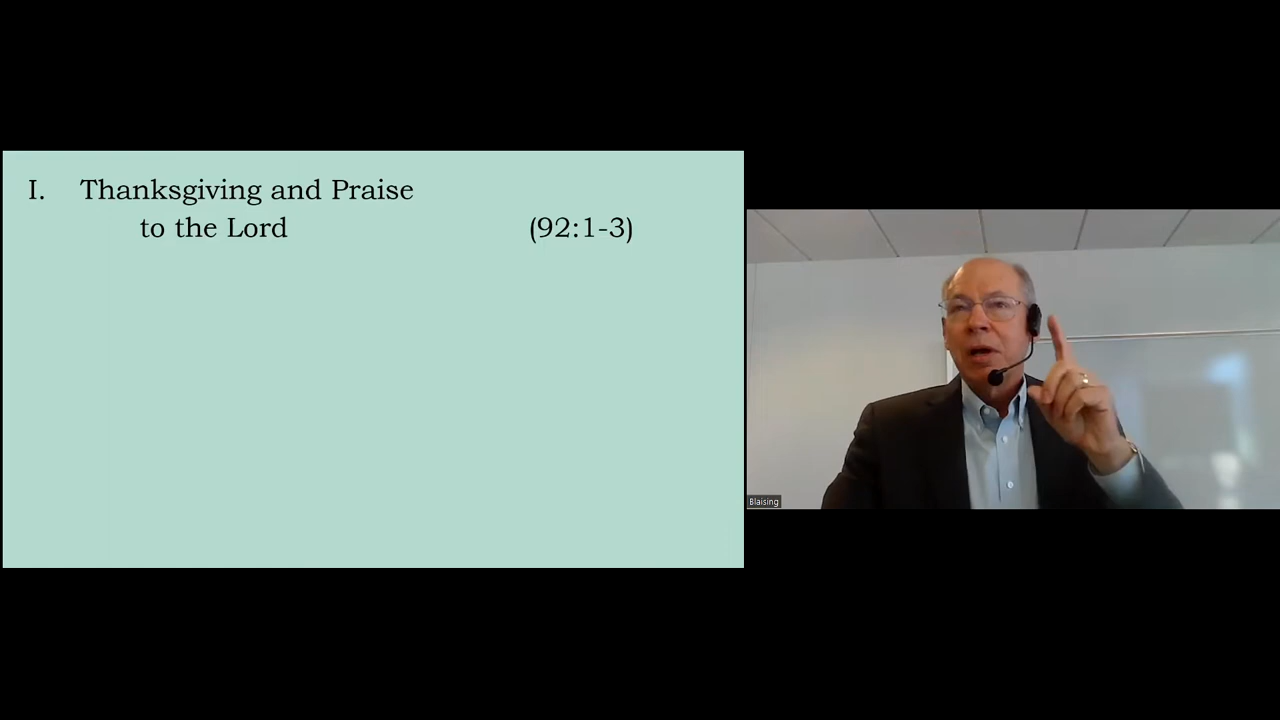 I. Thanksgiving and Praise
to the Lord (92:1-3)
Blaising